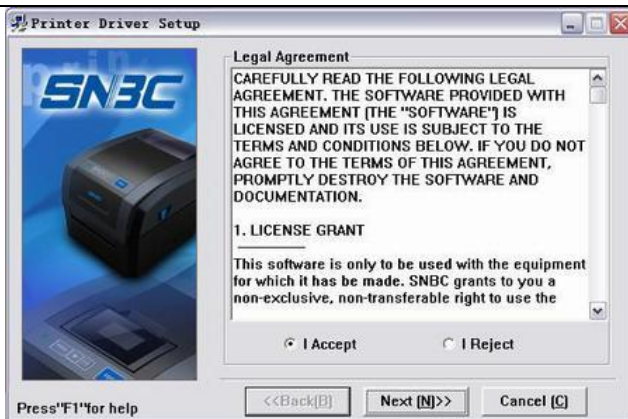 Printer Driver Setup
SNBC
Legal Agreement
CAREFULLY READ THE FOLLOWING LEGAL
AGREEMENT. THE SOFTWARE PROVIDED WITH
THIS AGREEMENT (THE "SOFTWARE") IS
LICENSED AND ITS USE IS SUBJECT TO THE
TERMS AND CONDITIONS BELOW. IF YOU DO NOT
AGREE TO THE TERMS OF THIS AGREEMENT,
PROMPTLY DESTROY THE SOFTWARE AND
DOCUMENTATION.
1. LICENSE GRANT
This software is only to be used with the equipment
for which it has be made. SNBC grants to you a
non-exclusive, non-transferable right to use the
I Accept
I Reject
Press"F1"for help
<<Back(B)
Next (N)>>
Cancel (C)